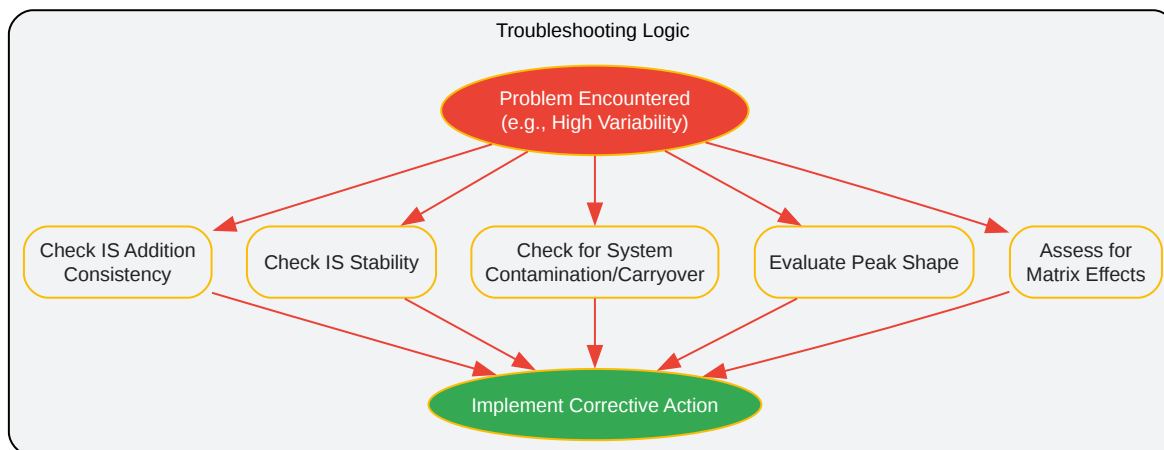 Troubleshooting Logic
Problem Encountered
(e.g., High Variability)
Check IS Addition
Consistency
Check IS Stability
Check for System
Contamination/Carryover
Evaluate Peak Shape
Assess for
Matrix Effects
Implement Corrective Action